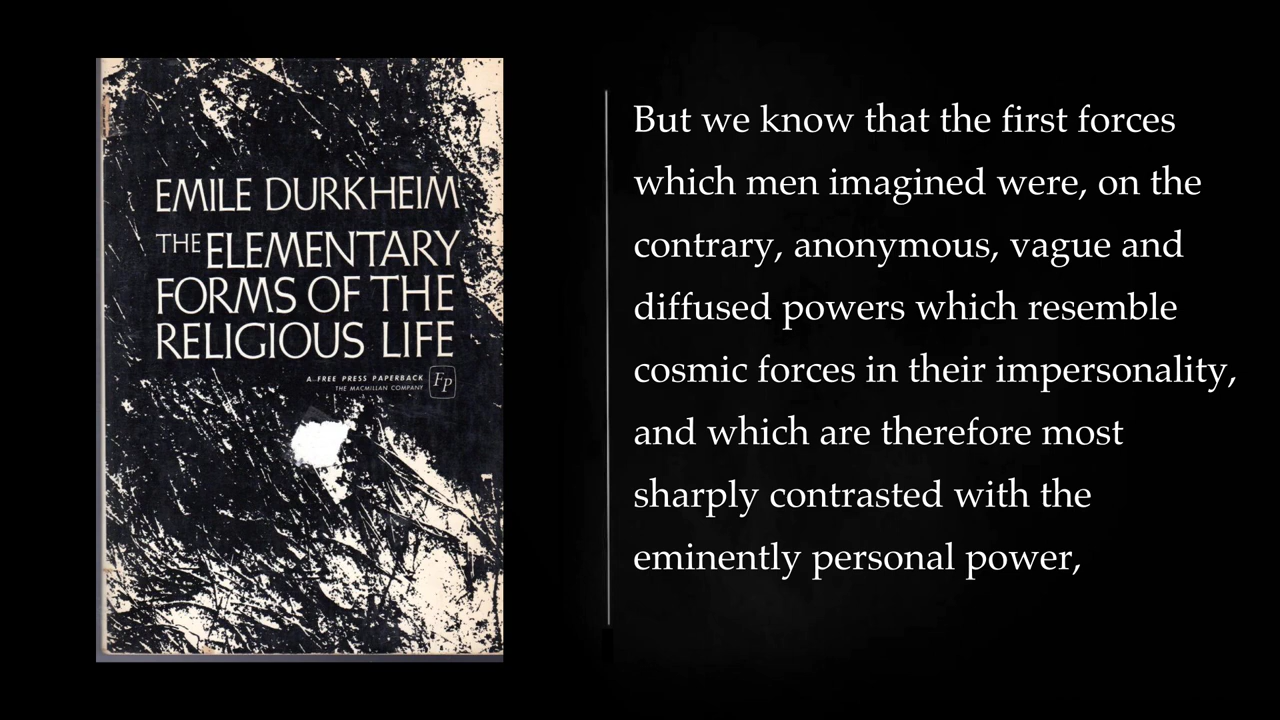 EMILE DURKHEIM
THE ELEMENTARY
FORMS OF THE
RELIGIOUS LIFE
A FREE PRESS PAPERBACK
THE MACMILLAN COMPANY
FP
But we know that the first forces
which men imagined were, on the
contrary, anonymous, vague and
diffused powers which resemble
cosmic forces in their impersonality,
and which are therefore most
sharply contrasted with the
eminently personal power,